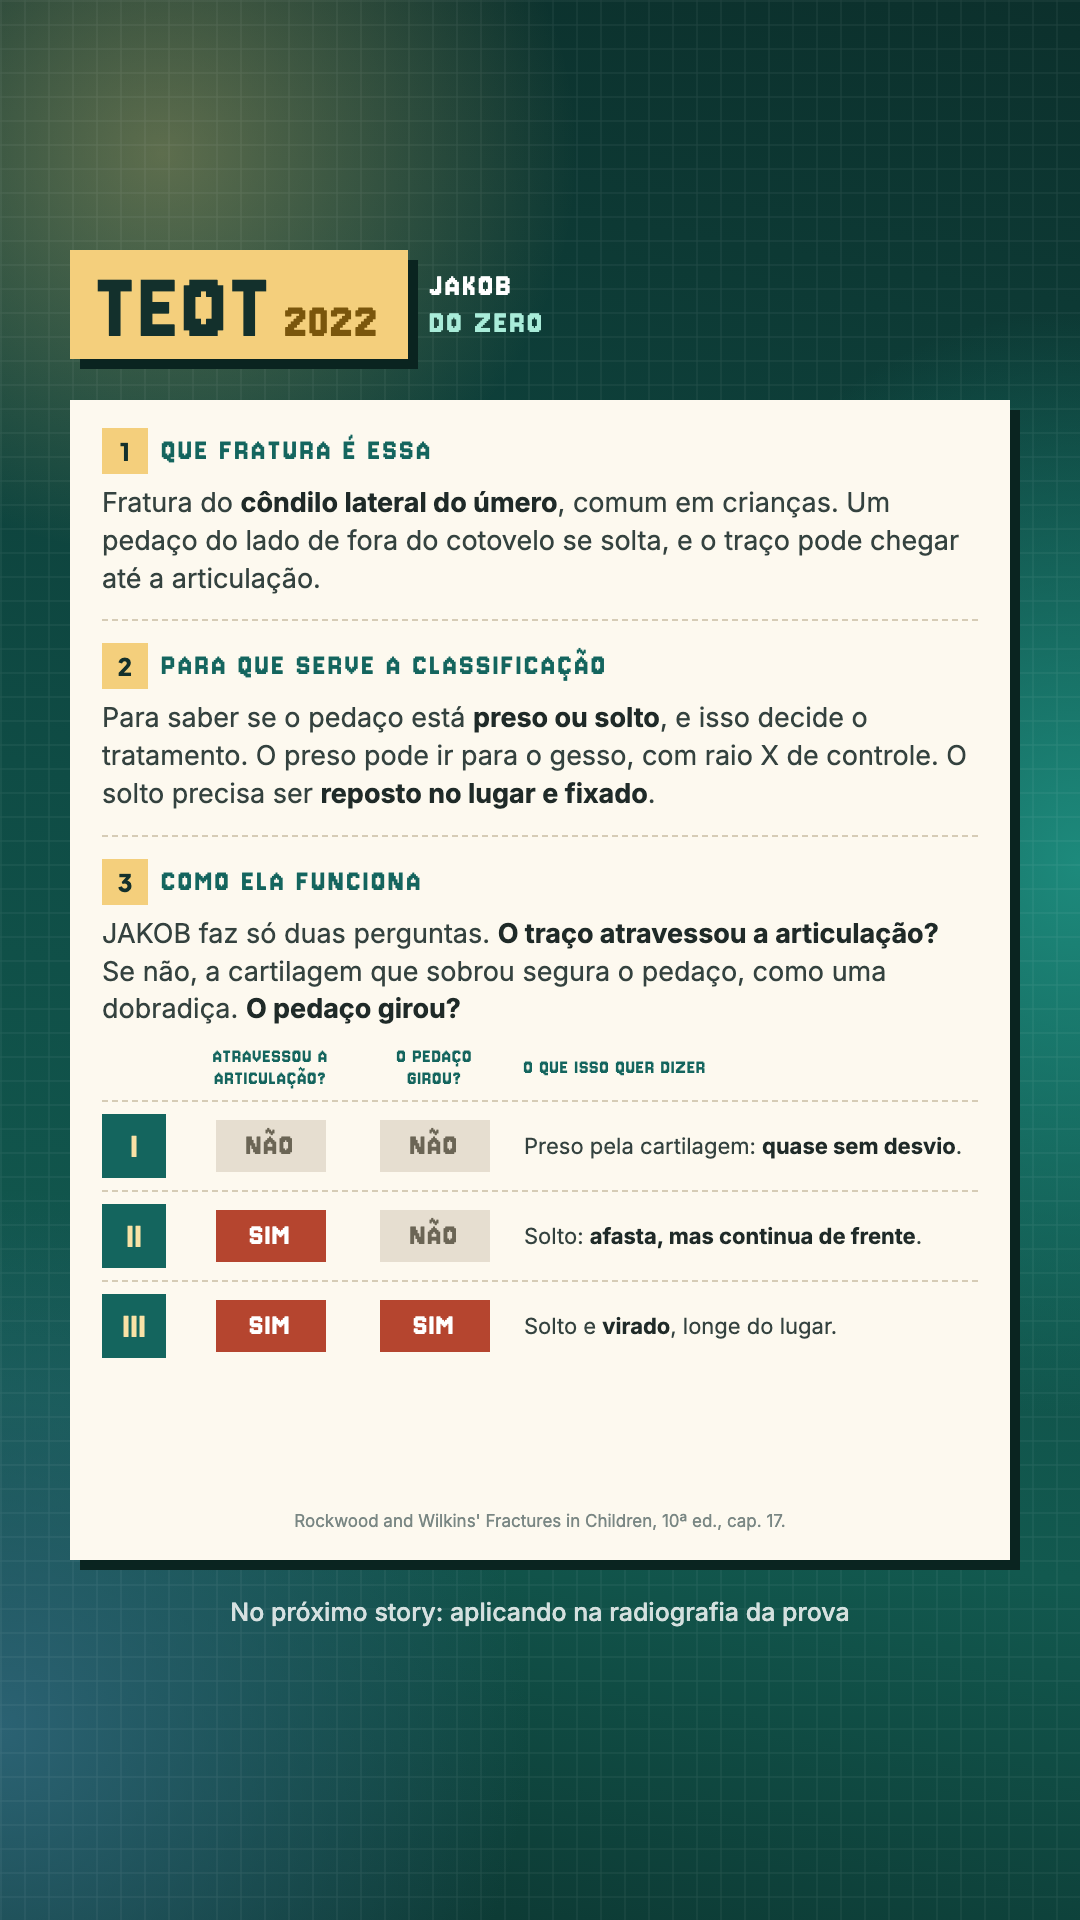 TEOT 2022
JAKOB
DO ZERO
1 QUE FRATURA É ESSA
Fratura do côndilo lateral do úmero, comum em crianças. Um
pedaço do lado de fora do cotovelo se solta, e o traço pode chegar
até a articulação.
2 PARA QUE SERVE A CLASSIFICAÇÃO
Para saber se o pedaço está preso ou solto, e isso decide o
tratamento. O preso pode ir para o gesso, com raio X de controle. O
solto precisa ser reposto no lugar e fixado.
3 COMO ELA FUNCIONA
JAKOB faz só duas perguntas. O traço atravessou a articulação?
Se não, a cartilagem que sobrou segura o pedaço, como uma
dobradiça. O pedaço girou?
ATRAVESSOU A
ARTICULAÇÃO?
O PEDAÇO
GIROU?
O QUE ISSO QUER DIZER
I NÃO NÃO Preso pela cartilagem: quase sem desvio.
II SIM NÃO Solto: afasta, mas continua de frente.
III SIM SIM Solto e virado, longe do lugar.
Rockwood and Wilkins' Fractures in Children, 10ª ed., cap. 17.
No próximo story: aplicando na radiografia da prova